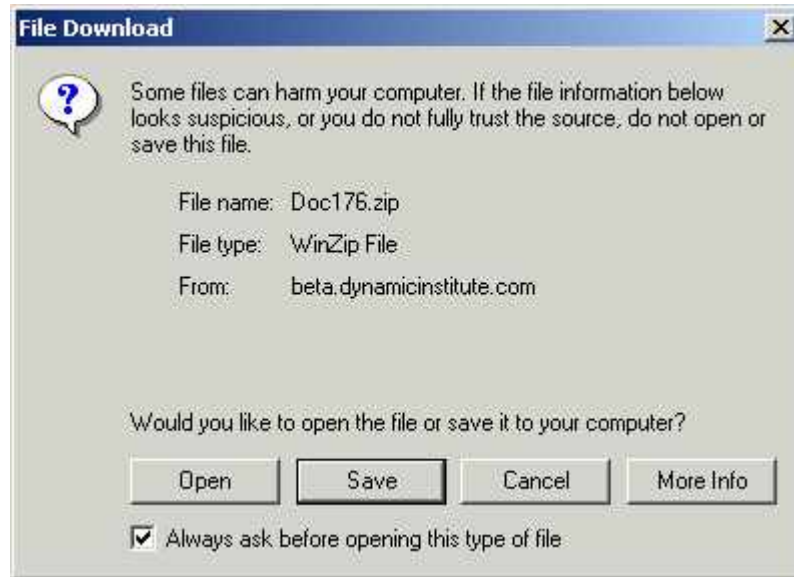 File Download
Some files can harm your computer. If the file information below
looks suspicious, or you do not fully trust the source, do not open or
save this file.
File name: Doc176.zip
File type: WinZip File
From: beta.dynamicinstitute.com
Would you like to open the file or save it to your computer?
Open Save Cancel More Info
Always ask before opening this type of file